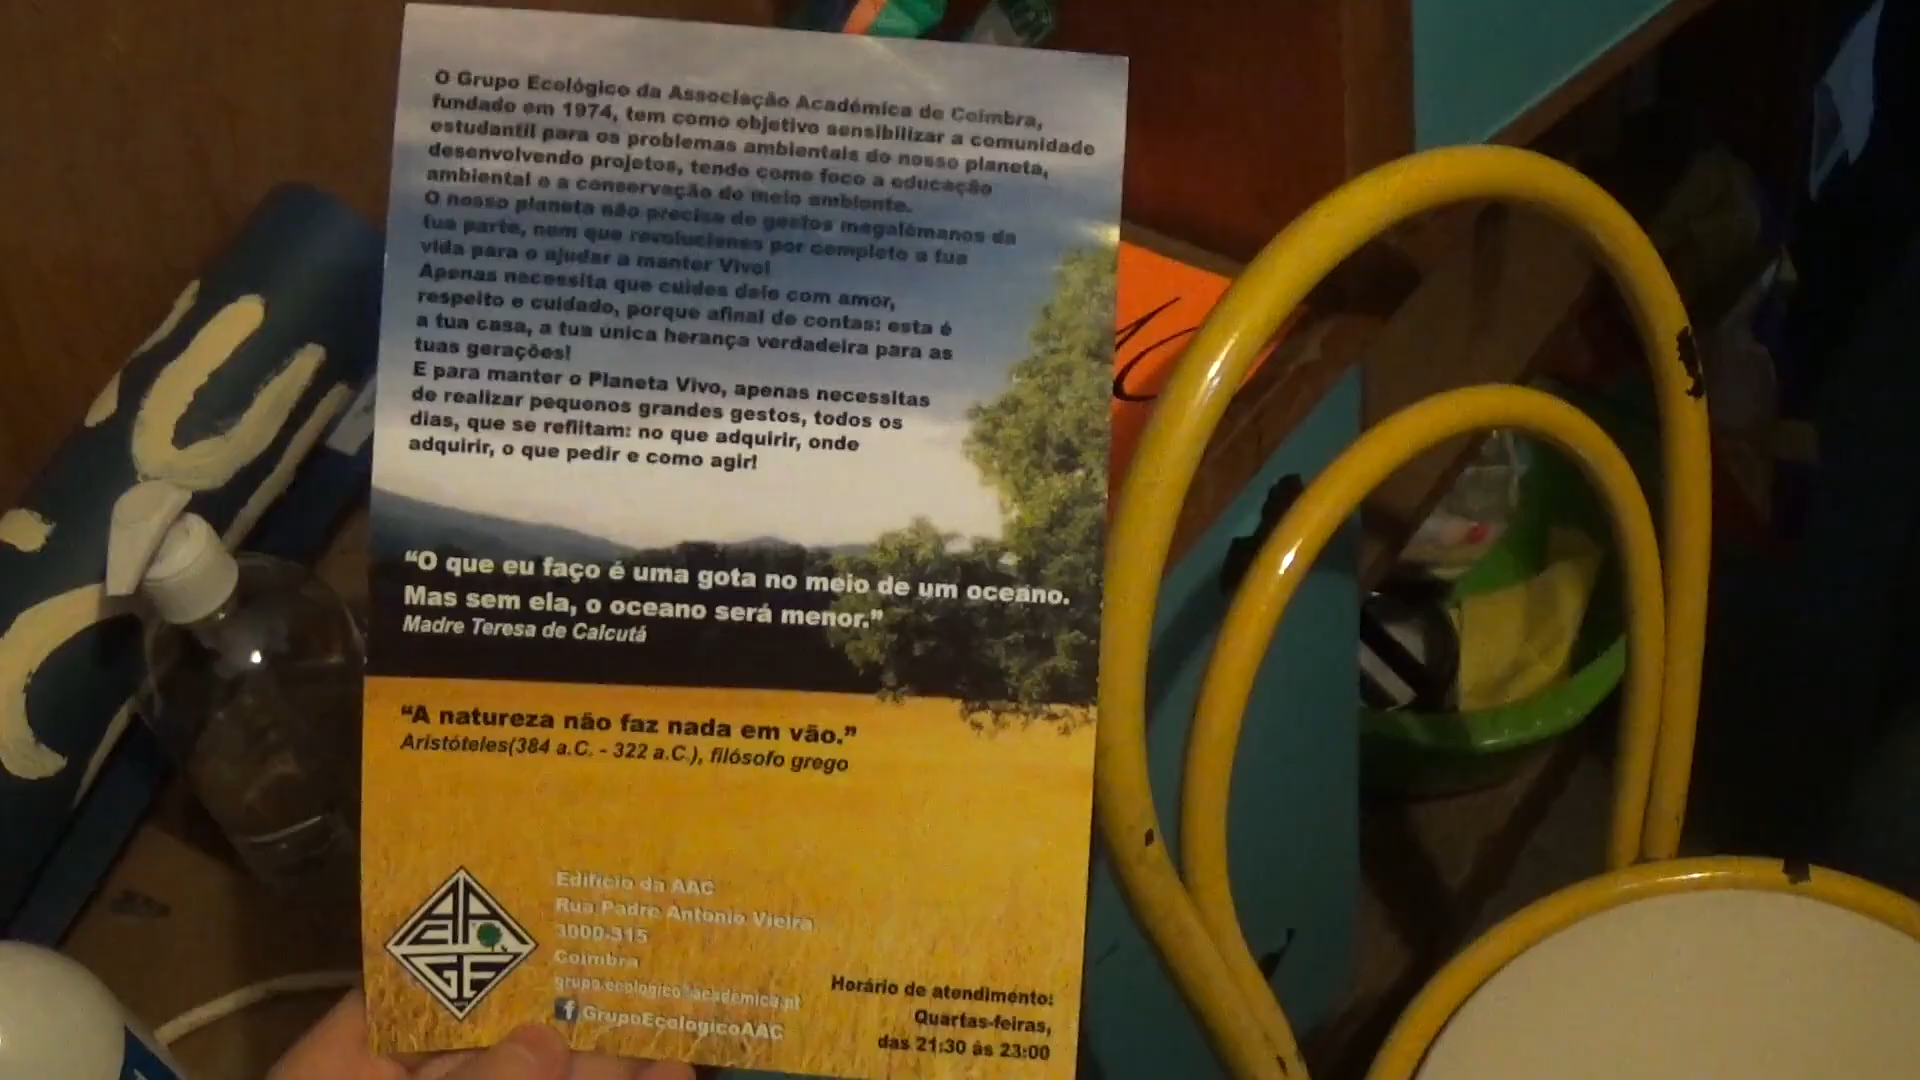 O Grupo Ecológico da Associação Académica de Coimbra,
fundado em 1974, tem como objetivo sensibilizar a comunidade
estudantil para os problemas ambientais do nosso planeta,
desenvolvendo projetos, tendo como foco a educação
ambiental e a conservação do meio ambiente.
O nosso planeta não precisa de gestos megalómanos da
tua parte, nem que revoluciones por completo a tua
vida para o ajudar a manter Vivo!
Apenas necessita que cuides dele com amor,
respeito e cuidado, porque afinal de contas: esta é
a tua casa, a tua única herança verdadeira para as
tuas gerações!
E para manter o Planeta Vivo, apenas necessitas
de realizar pequenos grandes gestos, todos os
dias, que se reflitam: no que adquirir, onde
adquirir, o que pedir e como agir!
“O que eu faço é uma gota no meio de um oceano.
Mas sem ela, o oceano será menor.”
Madre Teresa de Calcutá
“A natureza não faz nada em vão.”
Aristóteles(384 a.C. - 322 a.C.), filósofo grego
Edifício da AAC
Rua Padre Antonio Vieira
3000-315
Coimbra
grupo.ecologico@academica.pt
GrupoEcologicoAAC
Horário de atendimento:
Quartas-feiras,
das 21:30 às 23:00